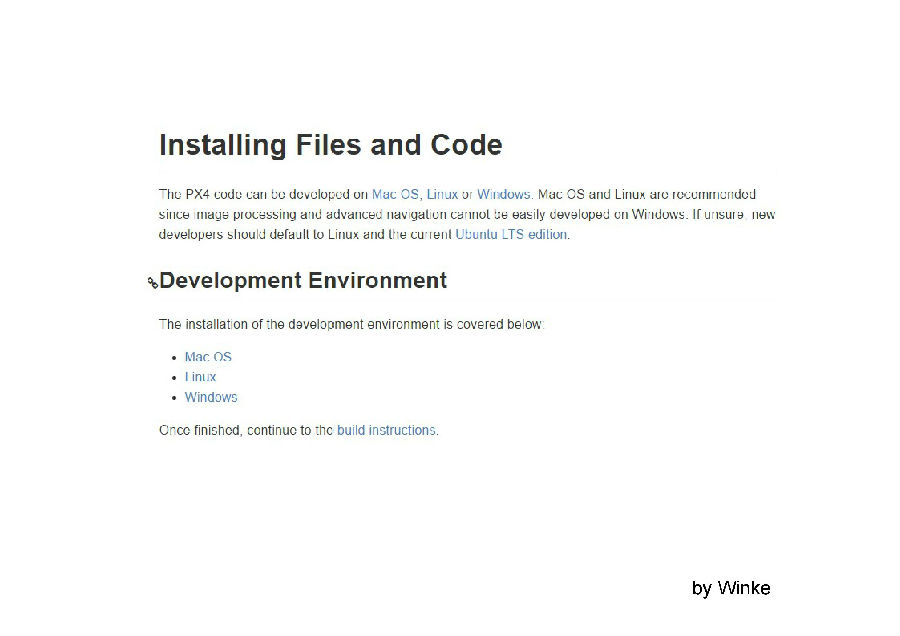 Installing Files and Code
The PX4 code can be developed on Mac OS, Linux or Windows. Mac OS and Linux are recommended
since image processing and advanced navigation cannot be easily developed on Windows. If unsure, new
developers should default to Linux and the current Ubuntu LTS edition.
Development Environment
The installation of the development environment is covered below:
• Mac OS
• Linux
• Windows
Once finished, continue to the build instructions.
by Winke